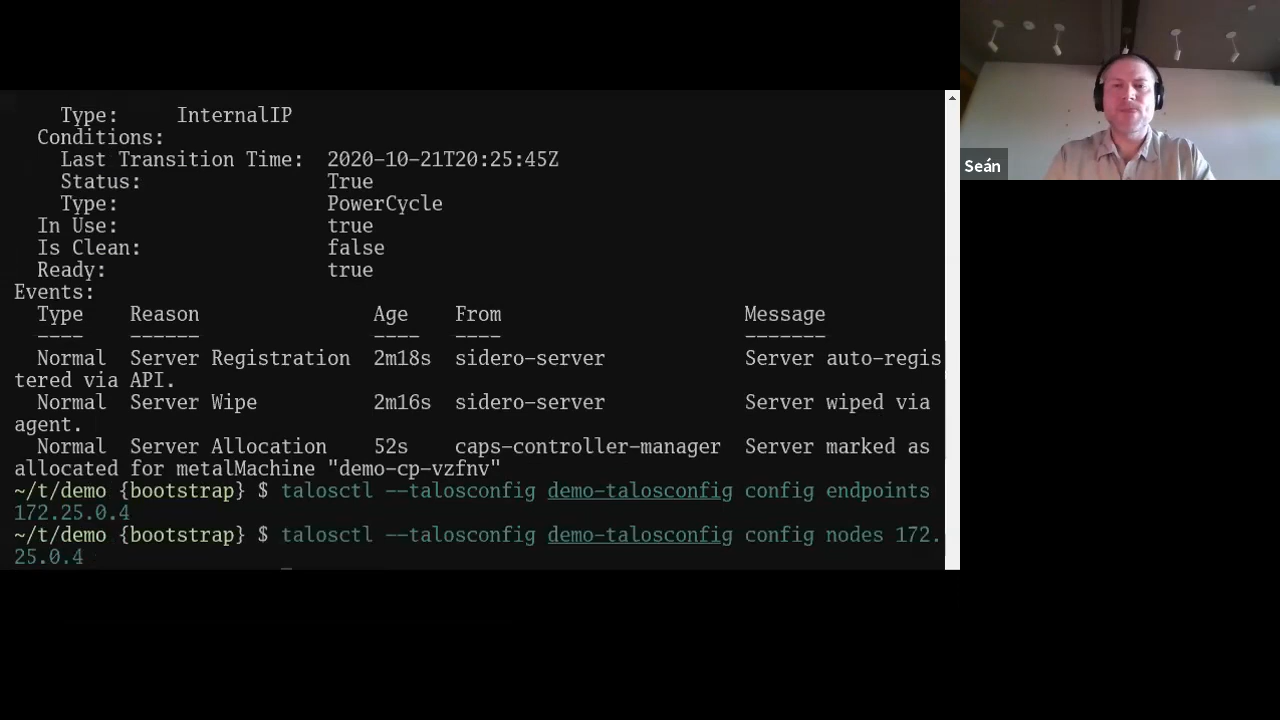 Type: InternalIP
Conditions:
Last Transition Time: 2020-10-21T20:25:45Z
Status: True
Type: PowerCycle
In Use: true
Is Clean: false
Ready: true
Events:
Type Reason Age From Message
---- ------ ---- ---- -------
Normal Server Registration 2m18s sidero-server Server auto-regis
tered via API.
Normal Server Wipe 2m16s sidero-server Server wiped via
agent.
Normal Server Allocation 52s caps-controller-manager Server marked as
allocated for metalMachine "demo-cp-vzfnv"
~/t/demo {bootstrap} $ talosctl --talosconfig demo-talosconfig config endpoints
172.25.0.4
~/t/demo {bootstrap} $ talosctl --talosconfig demo-talosconfig config nodes 172.
25.0.4
Seán